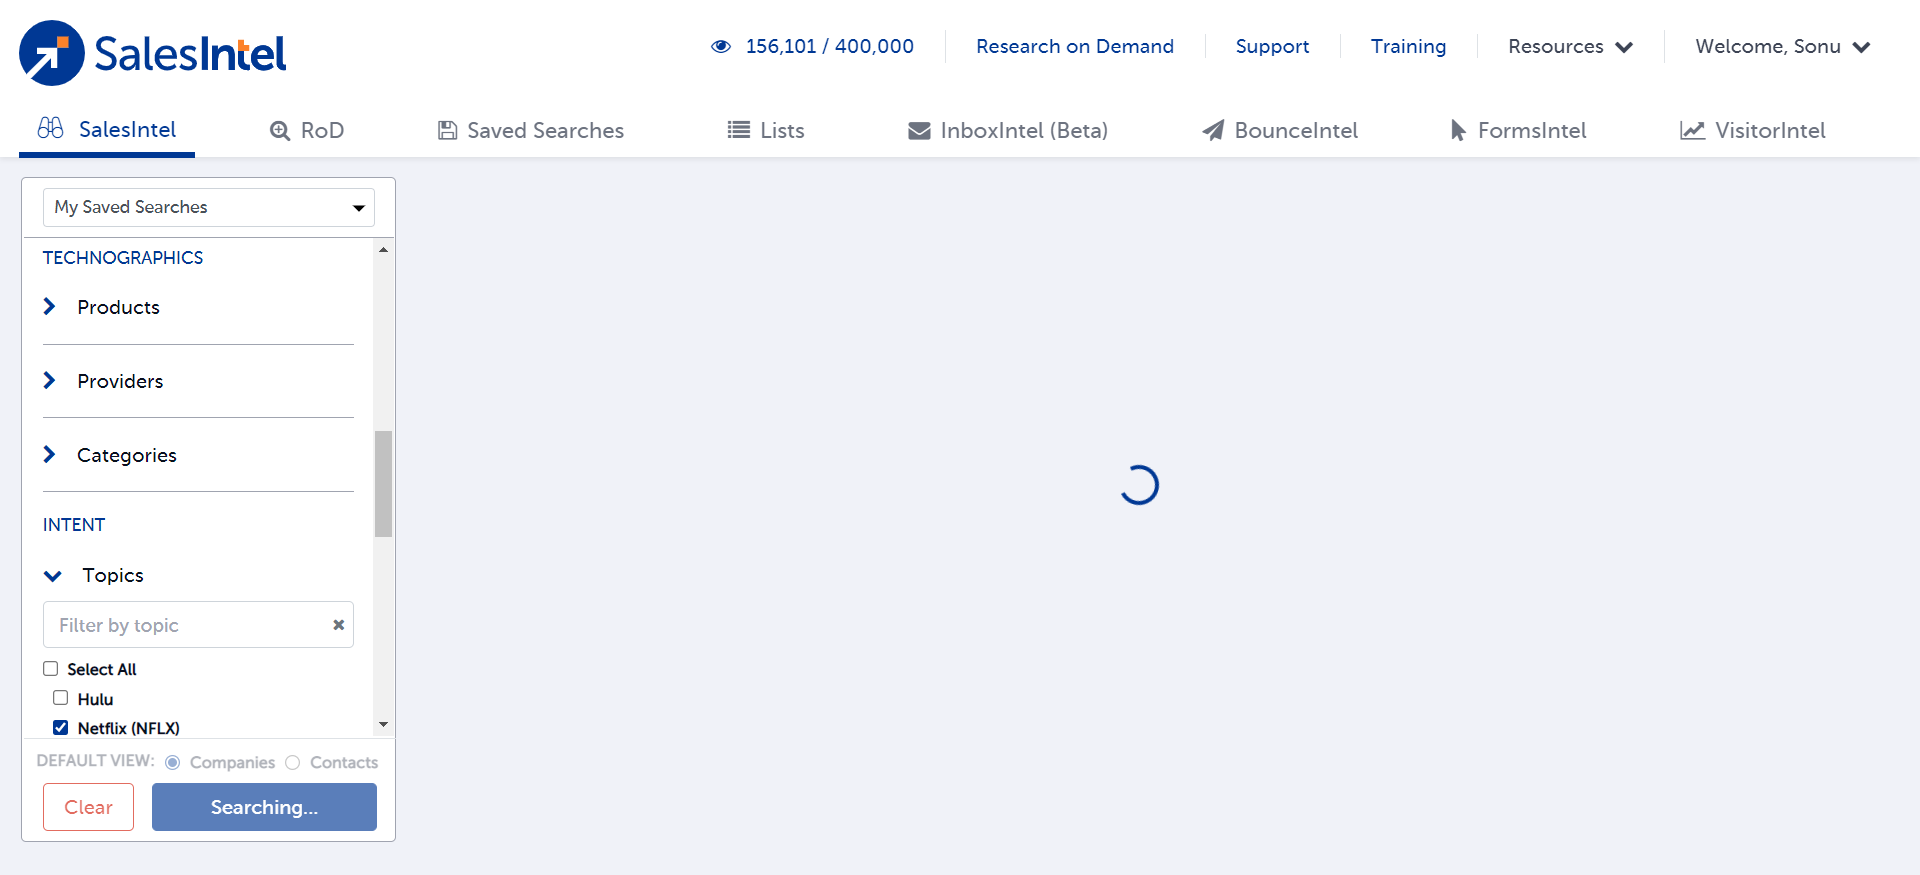 SalesIntel
156,101 / 400,000
Research on Demand
Support
Training
Resources
Welcome, Sonu
SalesIntel
RoD
Saved Searches
Lists
InboxIntel (Beta)
BounceIntel
FormsIntel
VisitorIntel
My Saved Searches
TECHNOGRAPHICS
Products
Providers
Categories
INTENT
Topics
Filter by topic
Select All
Hulu
Netflix (NFLX)
DEFAULT VIEW: Companies Contacts
Clear
Searching...